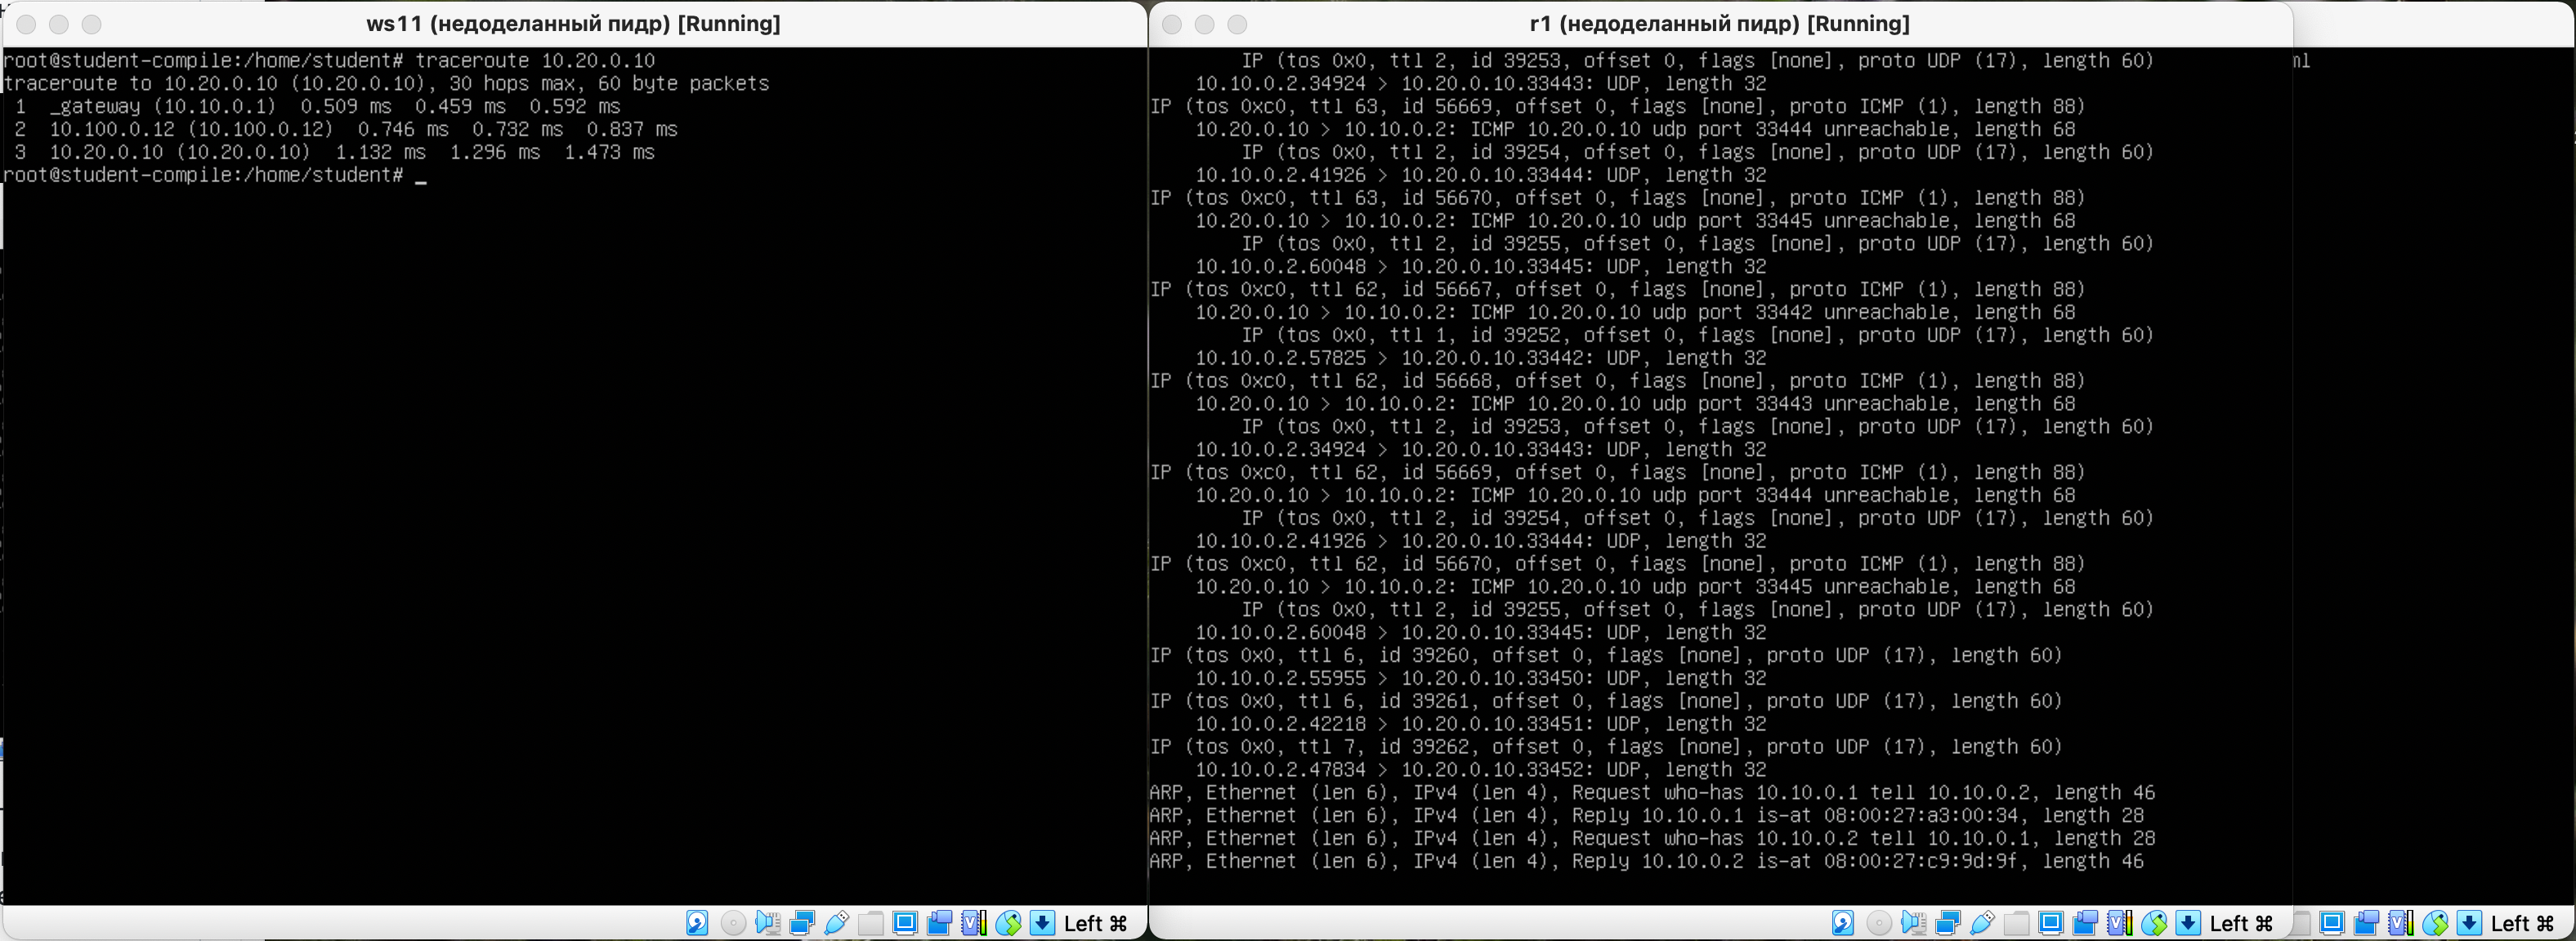 ws11 (недоделанный пидр) [Running]
root@student-compile:/home/student# traceroute 10.20.0.10
traceroute to 10.20.0.10 (10.20.0.10), 30 hops max, 60 byte packets
 1  _gateway (10.10.0.1)  0.509 ms  0.459 ms  0.592 ms
 2  10.100.0.12 (10.100.0.12)  0.746 ms  0.732 ms  0.837 ms
 3  10.20.0.10 (10.20.0.10)  1.132 ms  1.296 ms  1.473 ms
root@student-compile:/home/student# _
Left ⌘
r1 (недоделанный пидр) [Running]
        IP (tos 0x0, ttl 2, id 39253, offset 0, flags [none], proto UDP (17), length 60)
    10.10.0.2.34924 > 10.20.0.10.33443: UDP, length 32
IP (tos 0xc0, ttl 63, id 56669, offset 0, flags [none], proto ICMP (1), length 88)
    10.20.0.10 > 10.10.0.2: ICMP 10.20.0.10 udp port 33444 unreachable, length 68
        IP (tos 0x0, ttl 2, id 39254, offset 0, flags [none], proto UDP (17), length 60)
    10.10.0.2.41926 > 10.20.0.10.33444: UDP, length 32
IP (tos 0xc0, ttl 63, id 56670, offset 0, flags [none], proto ICMP (1), length 88)
    10.20.0.10 > 10.10.0.2: ICMP 10.20.0.10 udp port 33445 unreachable, length 68
        IP (tos 0x0, ttl 2, id 39255, offset 0, flags [none], proto UDP (17), length 60)
    10.10.0.2.60048 > 10.20.0.10.33445: UDP, length 32
IP (tos 0xc0, ttl 62, id 56667, offset 0, flags [none], proto ICMP (1), length 88)
    10.20.0.10 > 10.10.0.2: ICMP 10.20.0.10 udp port 33442 unreachable, length 68
        IP (tos 0x0, ttl 1, id 39252, offset 0, flags [none], proto UDP (17), length 60)
    10.10.0.2.57825 > 10.20.0.10.33442: UDP, length 32
IP (tos 0xc0, ttl 62, id 56668, offset 0, flags [none], proto ICMP (1), length 88)
    10.20.0.10 > 10.10.0.2: ICMP 10.20.0.10 udp port 33443 unreachable, length 68
        IP (tos 0x0, ttl 2, id 39253, offset 0, flags [none], proto UDP (17), length 60)
    10.10.0.2.34924 > 10.20.0.10.33443: UDP, length 32
IP (tos 0xc0, ttl 62, id 56669, offset 0, flags [none], proto ICMP (1), length 88)
    10.20.0.10 > 10.10.0.2: ICMP 10.20.0.10 udp port 33444 unreachable, length 68
        IP (tos 0x0, ttl 2, id 39254, offset 0, flags [none], proto UDP (17), length 60)
    10.10.0.2.41926 > 10.20.0.10.33444: UDP, length 32
IP (tos 0xc0, ttl 62, id 56670, offset 0, flags [none], proto ICMP (1), length 88)
    10.20.0.10 > 10.10.0.2: ICMP 10.20.0.10 udp port 33445 unreachable, length 68
        IP (tos 0x0, ttl 2, id 39255, offset 0, flags [none], proto UDP (17), length 60)
    10.10.0.2.60048 > 10.20.0.10.33445: UDP, length 32
IP (tos 0x0, ttl 6, id 39260, offset 0, flags [none], proto UDP (17), length 60)
    10.10.0.2.55955 > 10.20.0.10.33450: UDP, length 32
IP (tos 0x0, ttl 6, id 39261, offset 0, flags [none], proto UDP (17), length 60)
    10.10.0.2.42218 > 10.20.0.10.33451: UDP, length 32
IP (tos 0x0, ttl 7, id 39262, offset 0, flags [none], proto UDP (17), length 60)
    10.10.0.2.47834 > 10.20.0.10.33452: UDP, length 32
ARP, Ethernet (len 6), IPv4 (len 4), Request who-has 10.10.0.1 tell 10.10.0.2, length 46
ARP, Ethernet (len 6), IPv4 (len 4), Reply 10.10.0.1 is-at 08:00:27:a3:00:34, length 28
ARP, Ethernet (len 6), IPv4 (len 4), Request who-has 10.10.0.2 tell 10.10.0.1, length 28
ARP, Ethernet (len 6), IPv4 (len 4), Reply 10.10.0.2 is-at 08:00:27:c9:9d:9f, length 46
Left ⌘
ml
Left ⌘